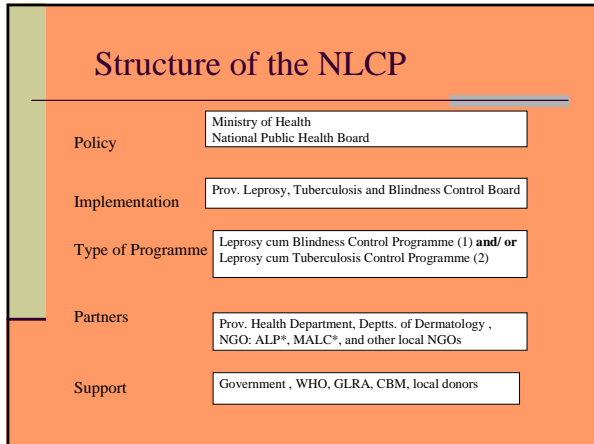 Structure of the NLCP
Policy
Ministry of Health
National Public Health Board
Implementation
Prov. Leprosy, Tuberculosis and Blindness Control Board
Type of Programme
Leprosy cum Blindness Control Programme (1) and/ or
Leprosy cum Tuberculosis Control Programme (2)
Partners
Prov. Health Department, Deptts. of Dermatology ,
NGO: ALP*, MALC*, and other local NGOs
Support
Government , WHO, GLRA, CBM, local donors